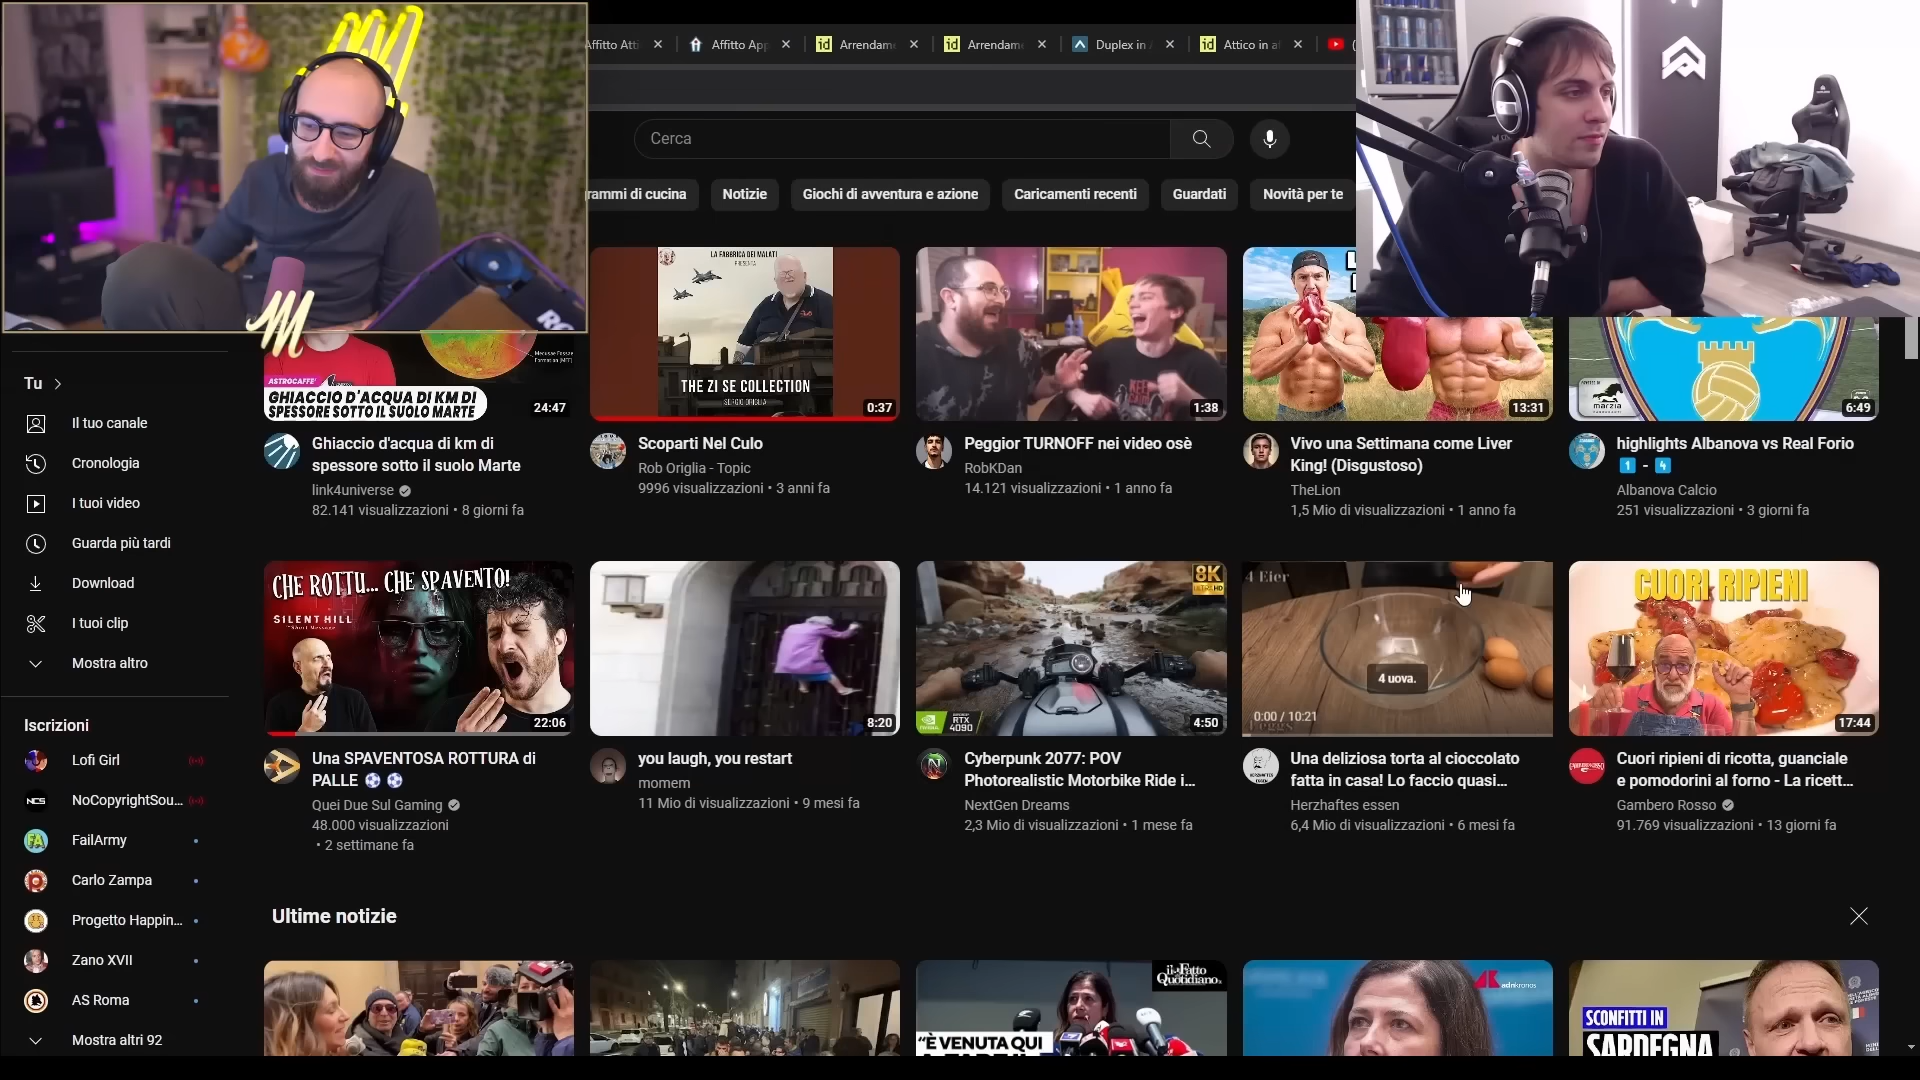 Affitto Att
Affitto App
Arrendam
Arrendam
Duplex in
Attico in af
Cerca
rammi di cucina
Notizie
Giochi di avventura e azione
Caricamenti recenti
Guardati
Novità per te
Tu
Il tuo canale
Cronologia
I tuoi video
Guarda più tardi
Download
I tuoi clip
Mostra altro
Iscrizioni
Lofi Girl
NoCopyrightSou...
FailArmy
Carlo Zampa
Progetto Happin...
Zano XVII
AS Roma
Mostra altri 92
ASTROCAFFE'
GHIACCIO D'ACQUA DI KM DI
SPESSORE SOTTO IL SUOLO MARTE
24:47
Ghiaccio d'acqua di km di
spessore sotto il suolo Marte
link4universe
82.141 visualizzazioni • 8 giorni fa
LA FABBRICA DEI MALATI
PRESENTA
THE ZI SE COLLECTION
SERGIO ORIGLIA
0:37
Scoparti Nel Culo
Rob Origlia - Topic
9996 visualizzazioni • 3 anni fa
1:38
Peggior TURNOFF nei video osè
RobKDan
14.121 visualizzazioni • 1 anno fa
13:31
Vivo una Settimana come Liver
King! (Disgustoso)
TheLion
1,5 Mio di visualizzazioni • 1 anno fa
marzia
6:49
highlights Albanova vs Real Forio
1 - 4
Albanova Calcio
251 visualizzazioni • 3 giorni fa
CHE ROTTU... CHE SPAVENTO!
SILENT HILL
22:06
Una SPAVENTOSA ROTTURA di
PALLE ⚽ ⚽
Quei Due Sul Gaming
48.000 visualizzazioni
• 2 settimane fa
8:20
you laugh, you restart
momem
11 Mio di visualizzazioni • 9 mesi fa
8K
ULTRA HD
RTX
4090
4:50
Cyberpunk 2077: POV
Photorealistic Motorbike Ride i...
NextGen Dreams
2,3 Mio di visualizzazioni • 1 mese fa
4 Eier
4 uova.
0:00 / 10:21
Una deliziosa torta al cioccolato
fatta in casa! Lo faccio quasi...
Herzhaftes essen
6,4 Mio di visualizzazioni • 6 mesi fa
CUORI RIPIENI
17:44
Cuori ripieni di ricotta, guanciale
e pomodorini al forno - La ricett...
Gambero Rosso
91.769 visualizzazioni • 13 giorni fa
Ultime notizie
il Fatto
Quotidiano
"È VENUTA QUI
adnkronos
SCONFITTI IN
SARDEGNA